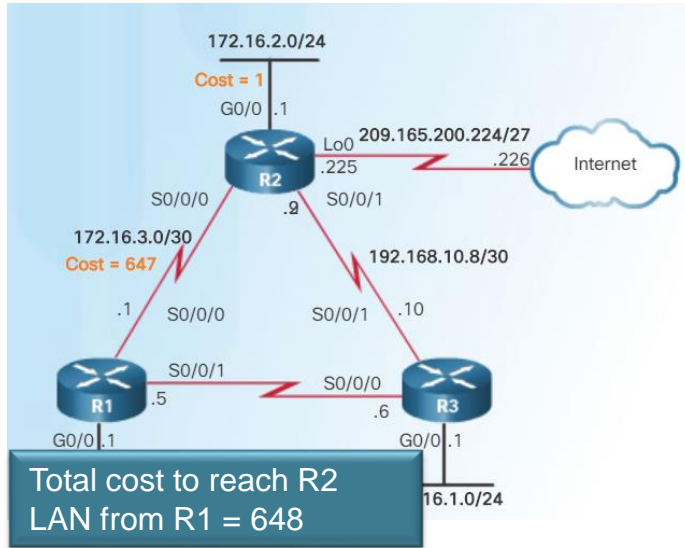 172.16.2.0/24
Cost = 1
G0/0 .1
Lo0 209.165.200.224/27
.225 .226
Internet
R2
S0/0/0 S0/0/1
172.16.3.0/30
Cost = 647
192.168.10.8/30
.1 S0/0/0 S0/0/1 .10
S0/0/1 S0/0/0
R1 .5 .6 R3
G0/0 .1 G0/0 .1
Total cost to reach R2
LAN from R1 = 648
16.1.0/24